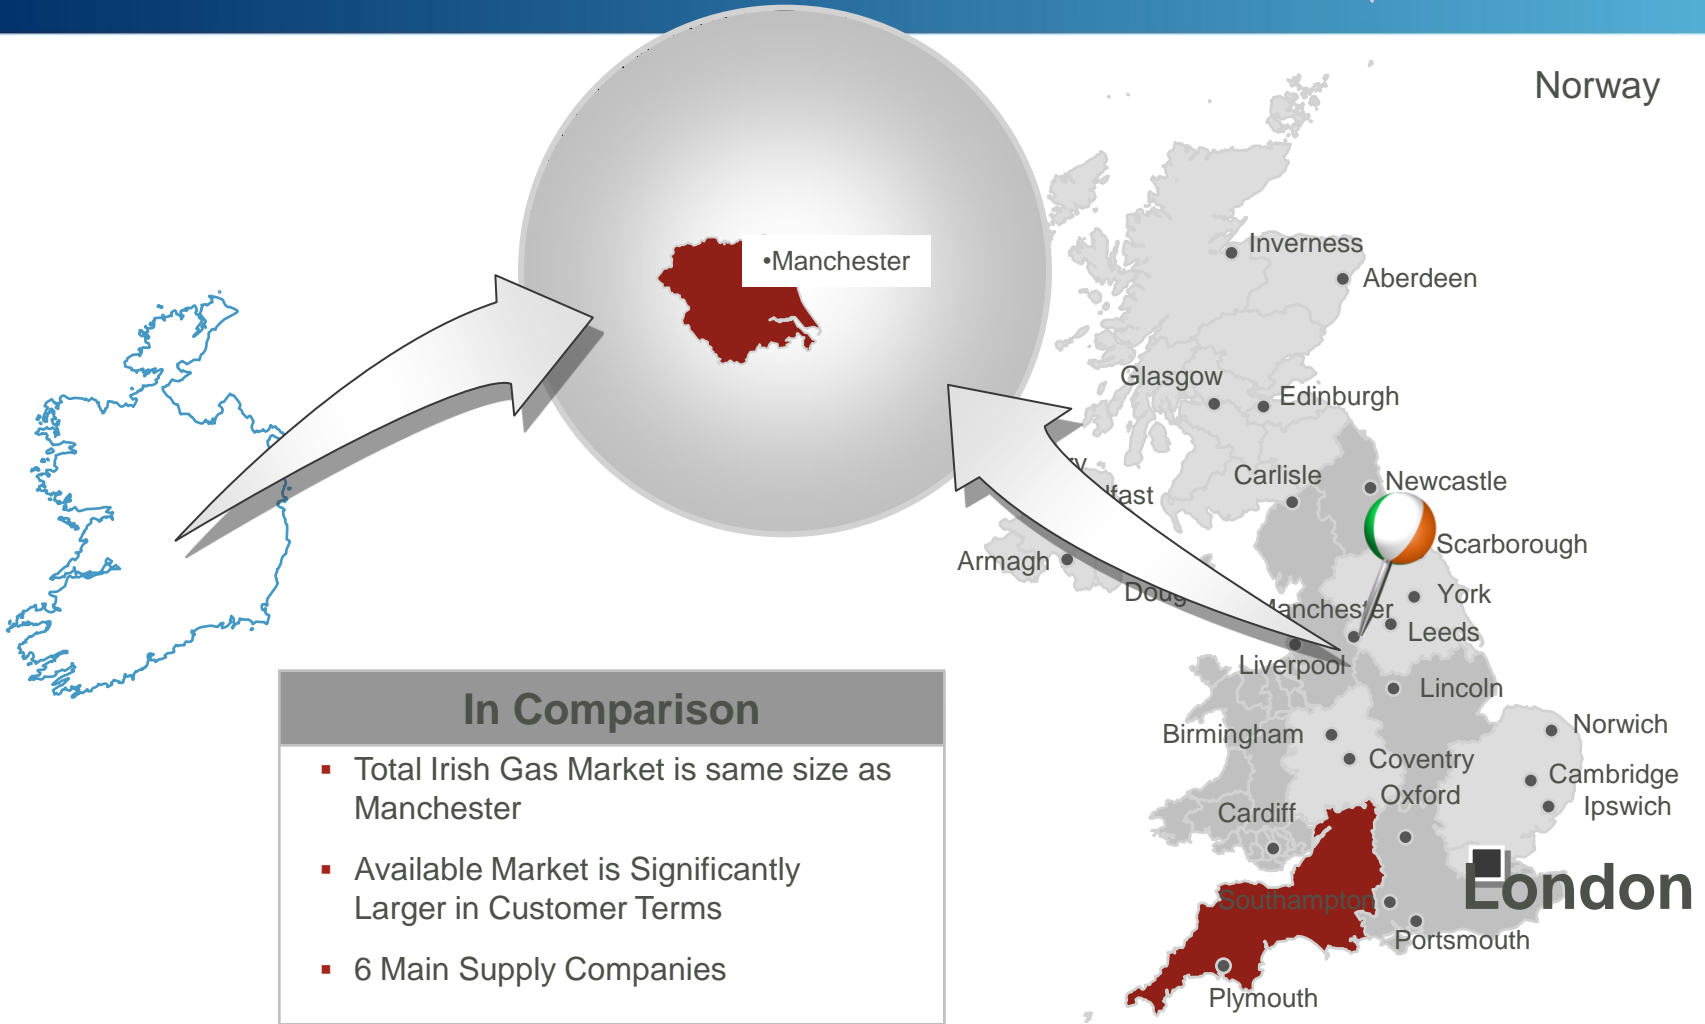 Norway
•Manchester
Inverness
Aberdeen
Glasgow
Edinburgh
Carlisle
Newcastle
Scarborough
Armagh
York
Manchester
Leeds
Liverpool
Lincoln
Norwich
Birmingham
Coventry
Cambridge
Oxford
Ipswich
Cardiff
London
Southampton
Portsmouth
Plymouth
In Comparison
▪ Total Irish Gas Market is same size as
Manchester
▪ Available Market is Significantly
Larger in Customer Terms
▪ 6 Main Supply Companies